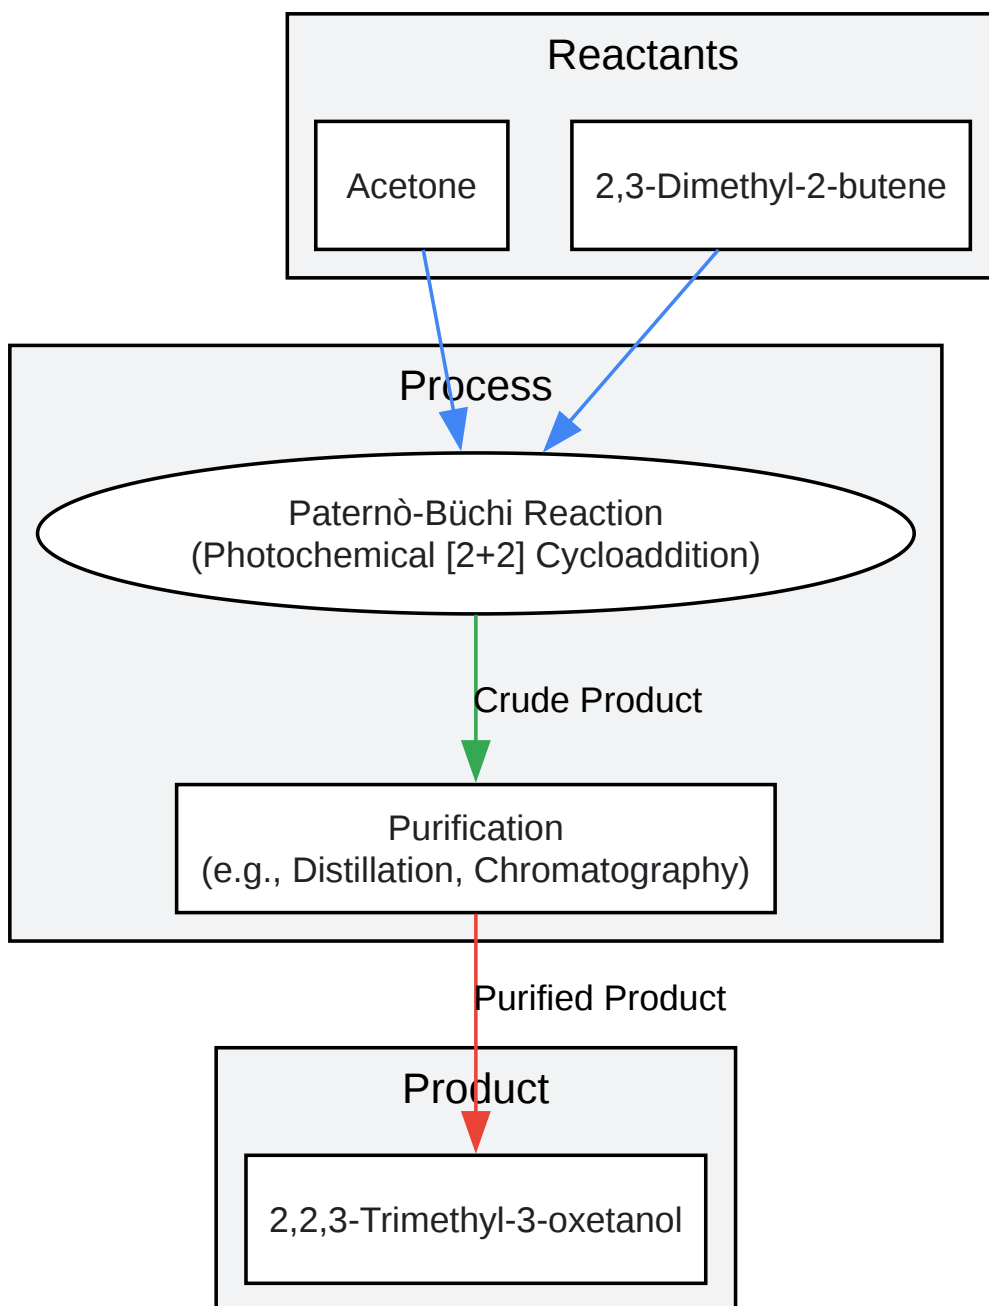 Reactants
Acetone
2,3-Dimethyl-2-butene
Process
Paternò-Büchi Reaction
(Photochemical [2+2] Cycloaddition)
Crude Product
Purification
(e.g., Distillation, Chromatography)
Purified Product
Product
2,2,3-Trimethyl-3-oxetanol